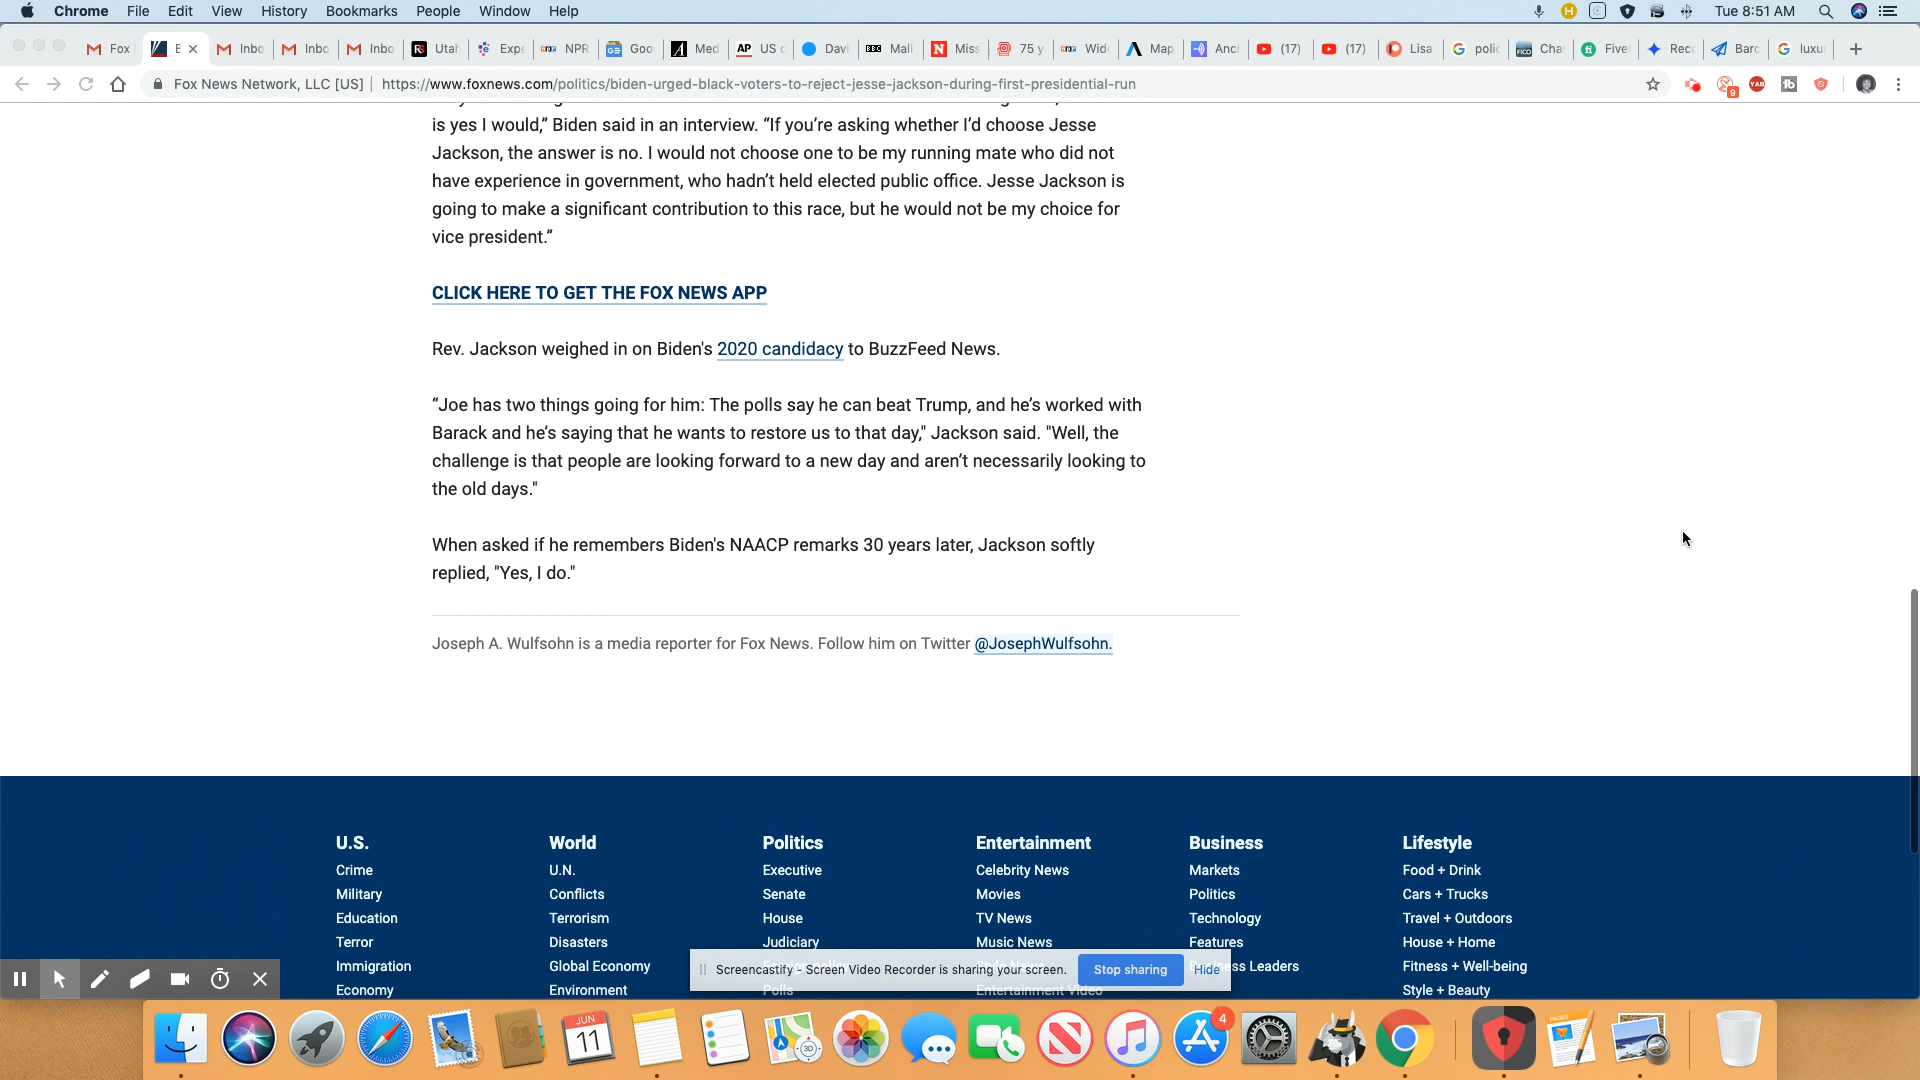 Chrome File Edit View History Bookmarks People Window Help Tue 8:51 AM
Fox
E
Inbo
Inbo
Inbo
Utah
Expe
NPR
Goo
Med
AP US
Davi
BBC Mali
N Miss
75 y
Wid
Map
Anc
(17)
(17)
Lisa
polic
FICO Cha
Five
Rec
Barc
luxu
Fox News Network, LLC [US] https://www.foxnews.com/politics/biden-urged-black-voters-to-reject-jesse-jackson-during-first-presidential-run
9
YAB
is yes I would,” Biden said in an interview. “If you’re asking whether I’d choose Jesse
Jackson, the answer is no. I would not choose one to be my running mate who did not
have experience in government, who hadn’t held elected public office. Jesse Jackson is
going to make a significant contribution to this race, but he would not be my choice for
vice president.”
CLICK HERE TO GET THE FOX NEWS APP
Rev. Jackson weighed in on Biden's 2020 candidacy to BuzzFeed News.
“Joe has two things going for him: The polls say he can beat Trump, and he’s worked with
Barack and he’s saying that he wants to restore us to that day," Jackson said. "Well, the
challenge is that people are looking forward to a new day and aren’t necessarily looking to
the old days."
When asked if he remembers Biden's NAACP remarks 30 years later, Jackson softly
replied, "Yes, I do."
Joseph A. Wulfsohn is a media reporter for Fox News. Follow him on Twitter @JosephWulfsohn.
U.S. World Politics Entertainment Business Lifestyle
Crime U.N. Executive Celebrity News Markets Food + Drink
Military Conflicts Senate Movies Politics Cars + Trucks
Education Terrorism House TV News Technology Travel + Outdoors
Terror Disasters Judiciary Music News Features House + Home
Immigration Global Economy Foreign policy Style News Business Leaders Fitness + Well-being
Economy Environment Polls Entertainment Video Style + Beauty
Screencastify - Screen Video Recorder is sharing your screen. Stop sharing Hide
JUN
11
3D
4
PAGES